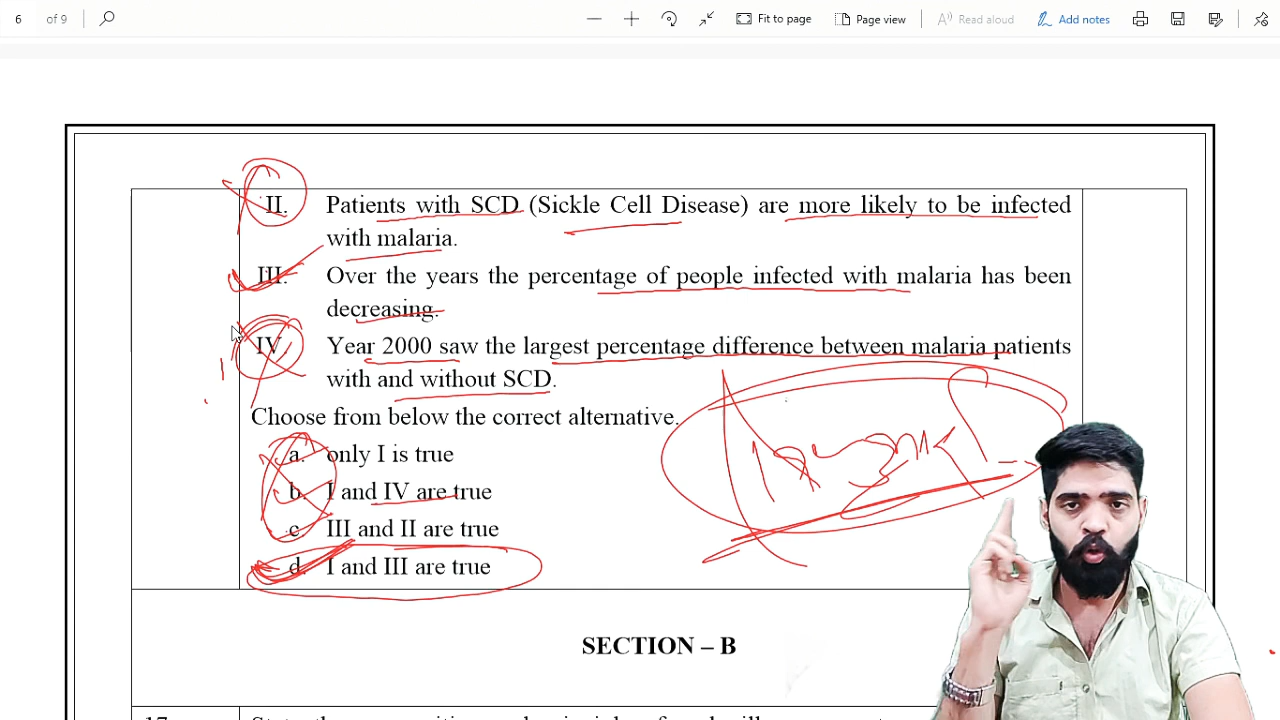 6 of 9 Fit to page Page view Read aloud Add notes
II. Patients with SCD (Sickle Cell Disease) are more likely to be infected
with malaria.
III. Over the years the percentage of people infected with malaria has been
decreasing.
IV. Year 2000 saw the largest percentage difference between malaria patients
with and without SCD.
Choose from below the correct alternative.
a. only I is true
b. I and IV are true
c. III and II are true
d. I and III are true
SECTION – B